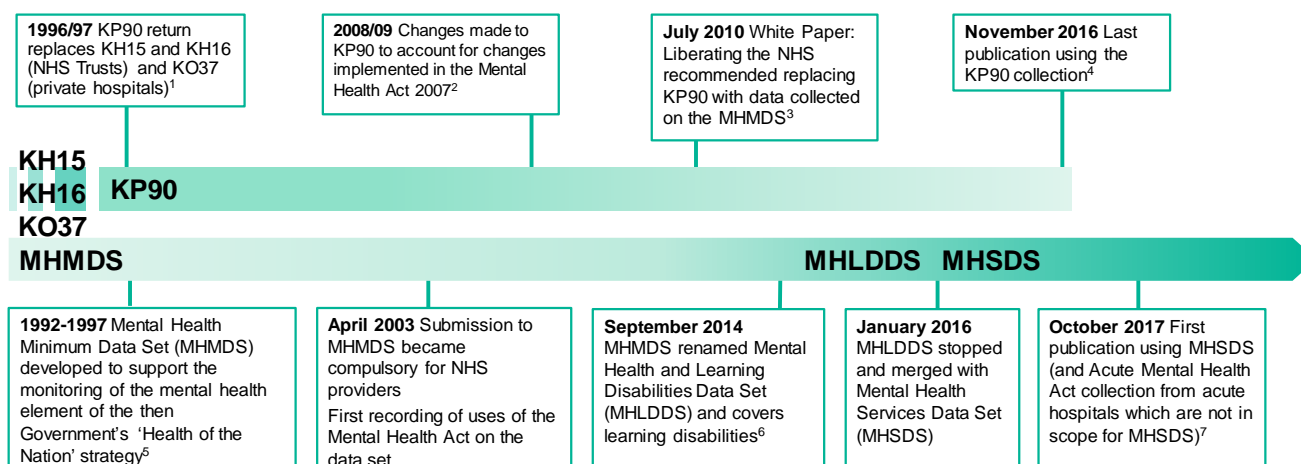 1996/97 KP90 return
replaces KH15 and KH16
(NHS Trusts) and KO37
(private hospitals)1
2008/09 Changes made to
KP90 to account for changes
implemented in the Mental
Health Act 2007²
July 2010 White Paper:
Liberating the NHS
recommended replacing
KP90 with data collected
on the MHMDS³
November 2016 Last
publication using the
KP90 collection⁴
KH15
KH16
KO37
KP90
MHMDS
MHLDDS MHSDS
1992-1997 Mental Health
Minimum Data Set (MHMDS)
developed to support the
monitoring of the mental health
element of the then
Government's 'Health of the
Nation' strategy⁵
April 2003 Submission to
MHMDS became
compulsory for NHS
providers
First recording of uses of the
Mental Health Act on the
data set
September 2014
MHMDS renamed Mental
Health and Learning
Disabilities Data Set
(MHLDDS) and covers
learning disabilities⁶
January 2016
MHLDDS stopped
and merged with
Mental Health
Services Data Set
(MHSDS)
October 2017 First
publication using MHSDS
(and Acute Mental Health
Act collection from acute
hospitals which are not in
scope for MHSDS)⁷